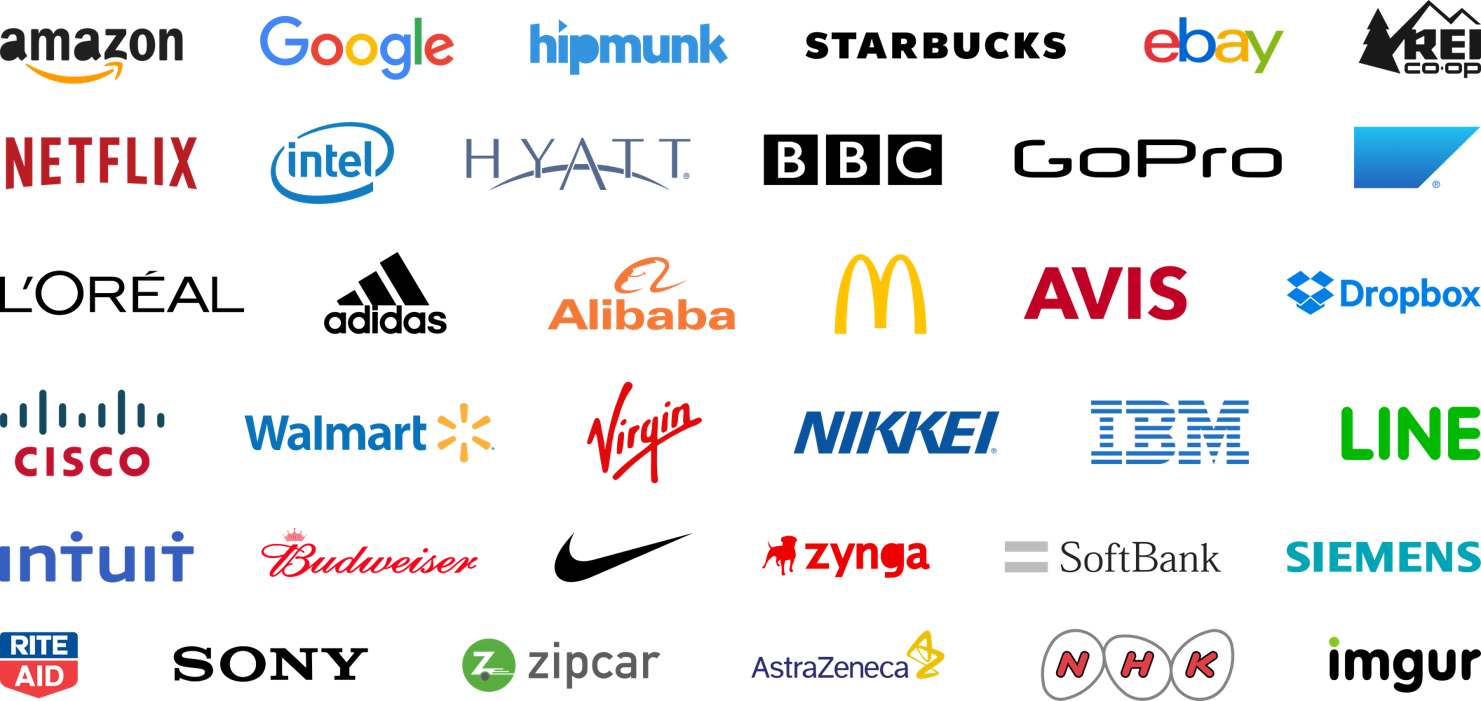 amazon Google hipmunk STARBUCKS ebay REI
co·op
NETFLIX intel HYATT® BBC GoPro ®
L'ORÉAL adidas Alibaba M AVIS Dropbox
CISCO Walmart Virgin NIKKEI® IBM LINE
intuit Budweiser zynga SoftBank SIEMENS
RITE
AID
SONY Z zipcar AstraZeneca NHK imgur